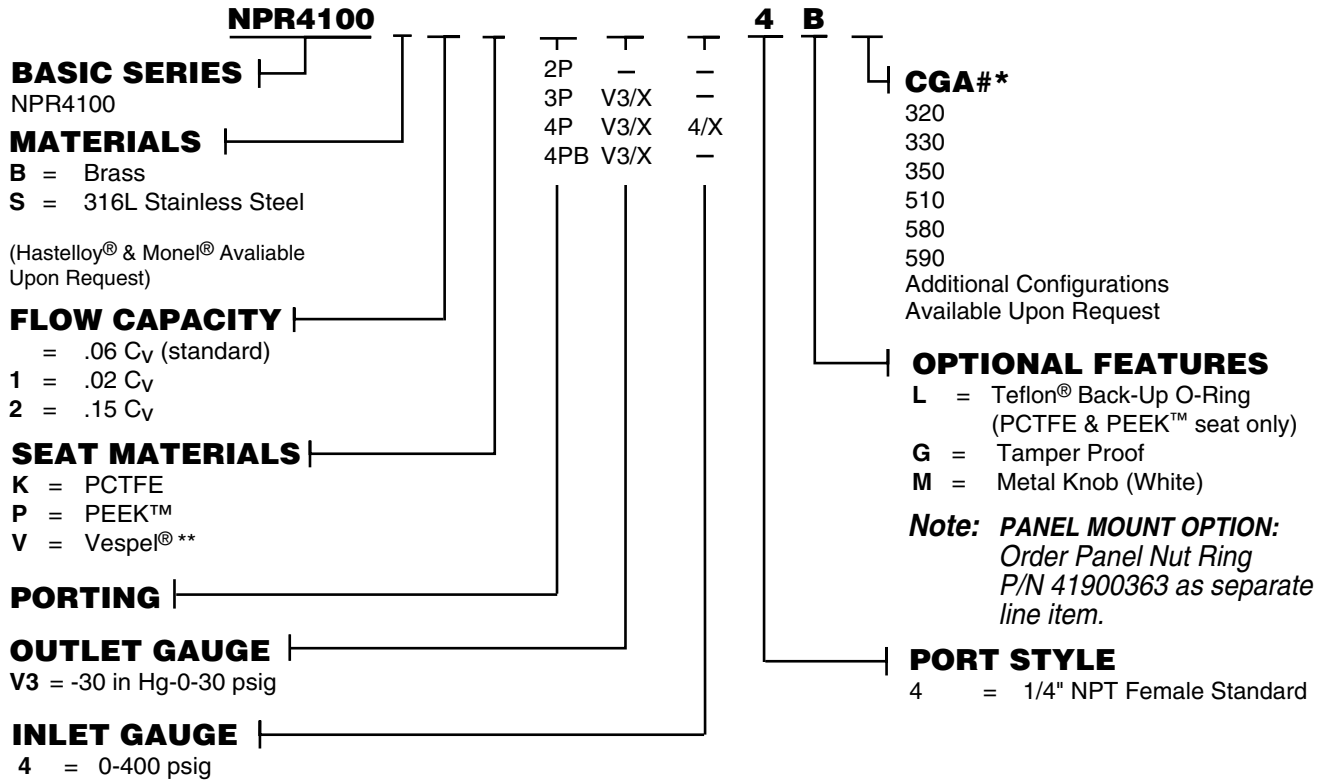 NPR4100 4 B
BASIC SERIES
NPR4100
MATERIALS
B = Brass
S = 316L Stainless Steel
(Hastelloy® & Monel® Avaliable
Upon Request)
FLOW CAPACITY
= .06 CV (standard)
1 = .02 CV
2 = .15 CV
SEAT MATERIALS
K = PCTFE
P = PEEK™
V = Vespel® **
PORTING
OUTLET GAUGE
V3 = -30 in Hg-0-30 psig
INLET GAUGE
4 = 0-400 psig
2P – –
3P V3/X –
4P V3/X 4/X
4PB V3/X –
CGA#*
320
330
350
510
580
590
Additional Configurations
Available Upon Request
OPTIONAL FEATURES
L = Teflon® Back-Up O-Ring
(PCTFE & PEEK™ seat only)
G = Tamper Proof
M = Metal Knob (White)
Note: PANEL MOUNT OPTION:
Order Panel Nut Ring
P/N 41900363 as separate
line item.
PORT STYLE
4 = 1/4" NPT Female Standard